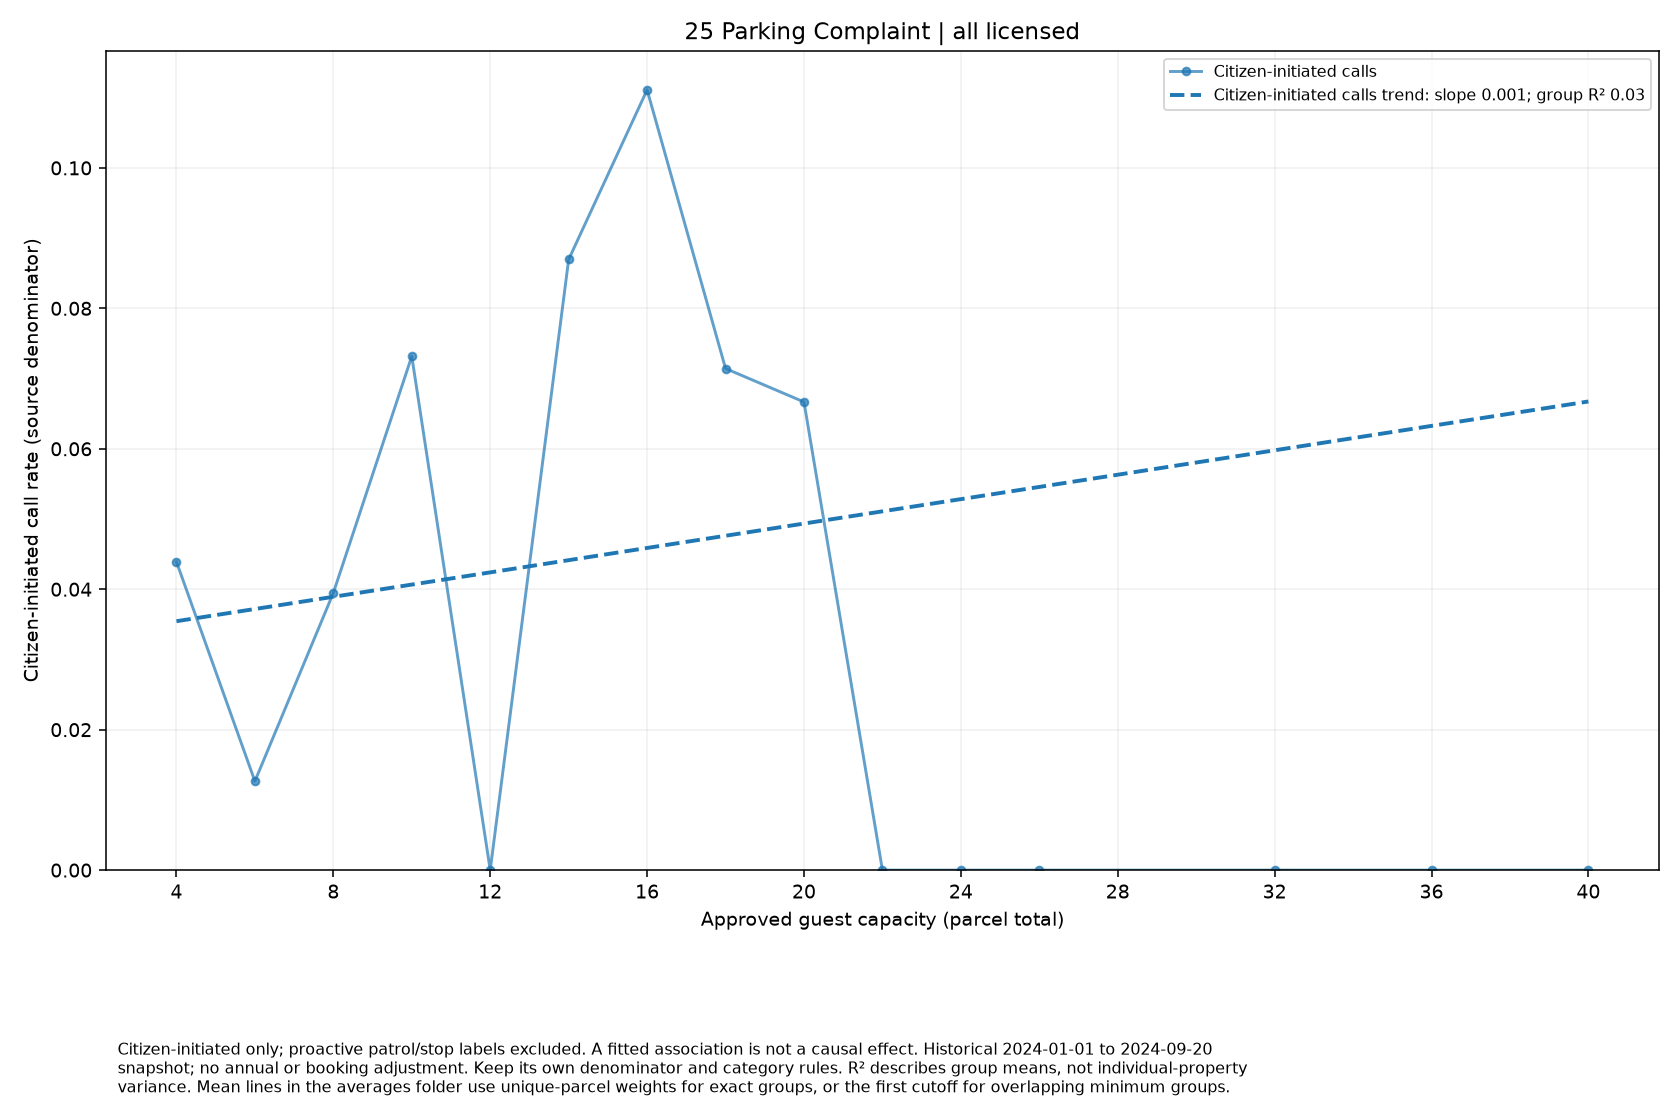 25 Parking Complaint | all licensed
Citizen-initiated calls
Citizen-initiated calls trend: slope 0.001; group R² 0.03
Citizen-initiated call rate (source denominator)
0.10
0.08
0.06
0.04
0.02
0.00
4 8 12 16 20 24 28 32 36 40
Approved guest capacity (parcel total)
Citizen-initiated only; proactive patrol/stop labels excluded. A fitted association is not a causal effect. Historical 2024-01-01 to 2024-09-20
snapshot; no annual or booking adjustment. Keep its own denominator and category rules. R² describes group means, not individual-property
variance. Mean lines in the averages folder use unique-parcel weights for exact groups, or the first cutoff for overlapping minimum groups.